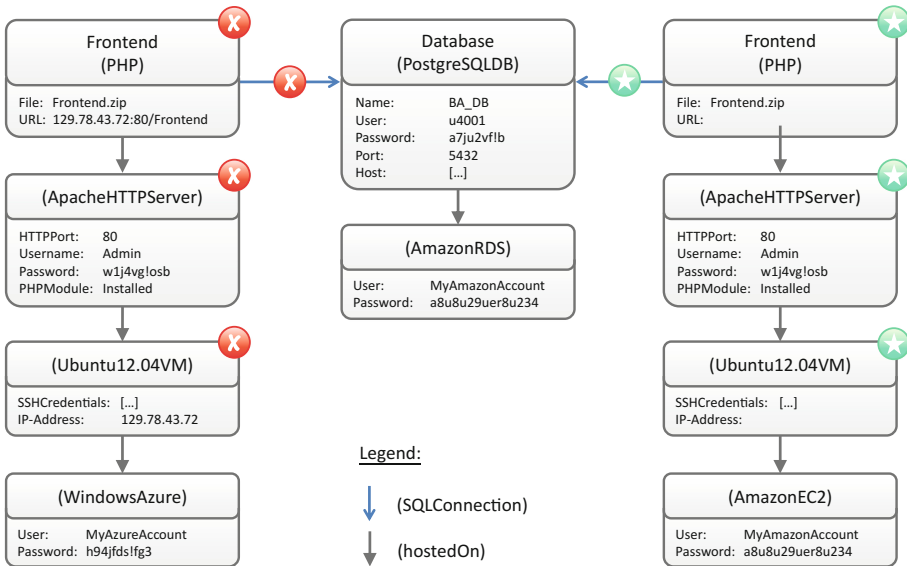 Frontend
(PHP)
File: Frontend.zip
URL: 129.78.43.72:80/Frontend
(ApacheHTTPServer)
HTTPPort: 80
Username: Admin
Password: w1j4vg!osb
PHPModule: Installed
(Ubuntu12.04VM)
SSHCredentials: [...]
IP-Address: 129.78.43.72
(WindowsAzure)
User: MyAzureAccount
Password: h94jfds!fg3
Database
(PostgreSQLDB)
Name: BA_DB
User: u4001
Password: a7ju2vf!b
Port: 5432
Host: [...]
(AmazonRDS)
User: MyAmazonAccount
Password: a8u8u29uer8u234
Legend:
(SQLConnection)
(hostedOn)
Frontend
(PHP)
File: Frontend.zip
URL:
(ApacheHTTPServer)
HTTPPort: 80
Username: Admin
Password: w1j4vg!osb
PHPModule: Installed
(Ubuntu12.04VM)
SSHCredentials: [...]
IP-Address:
(AmazonEC2)
User: MyAmazonAccount
Password: a8u8u29uer8u234